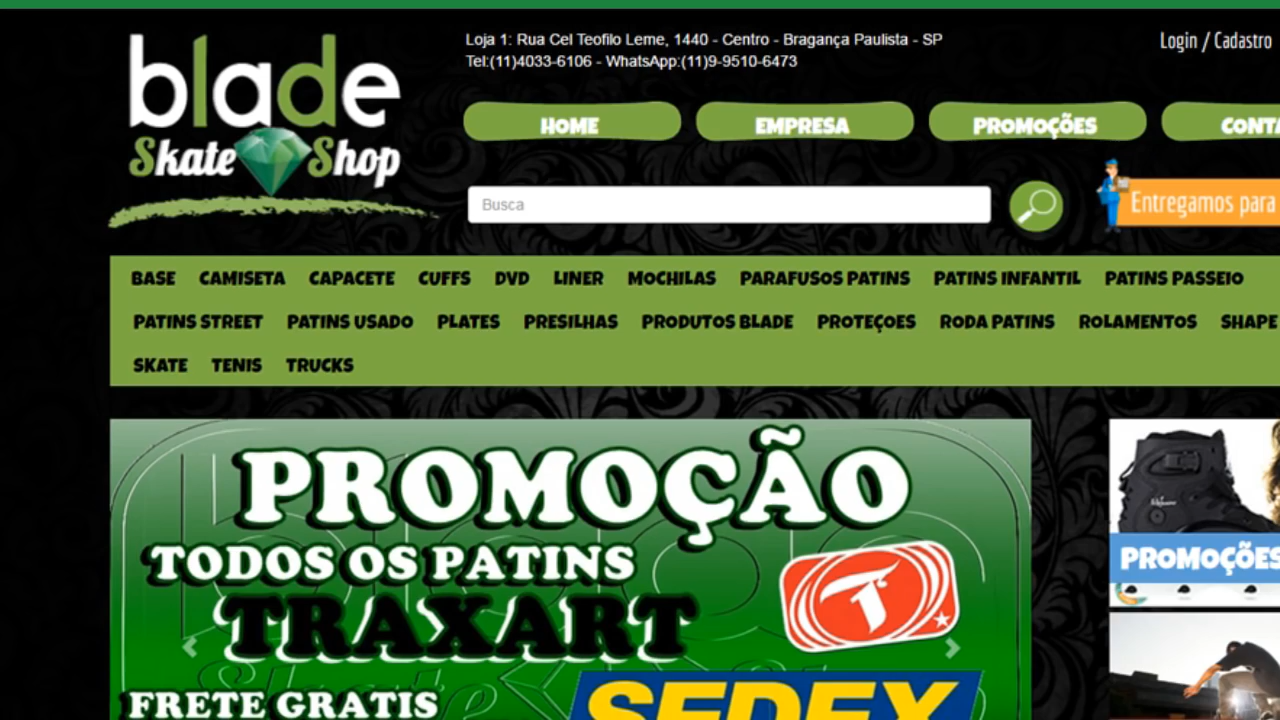 blade
Skate Shop
Loja 1: Rua Cel Teofilo Leme, 1440 - Centro - Bragança Paulista - SP
Tel:(11)4033-6106 - WhatsApp:(11)9-9510-6473
Login / Cadastro
HOME EMPRESA PROMOÇÕES CONTA
Busca
Entregamos para
BASE CAMISETA CAPACETE CUFFS DVD LINER MOCHILAS PARAFUSOS PATINS PATINS INFANTIL PATINS PASSEIO
PATINS STREET PATINS USADO PLATES PRESILHAS PRODUTOS BLADE PROTEÇOES RODA PATINS ROLAMENTOS SHAPE
SKATE TENIS TRUCKS
PROMOÇÃO
TODOS OS PATINS
TRAXART
T
FRETE GRATIS
SEDEX
PROMOÇÕES